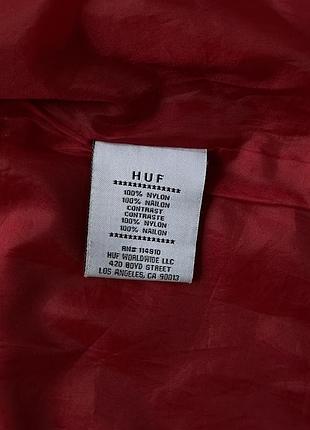 HUF
****************
100% NYLON
100% NAILON
CONTRAST
CONTRASTE
100% NYLON
100% NAILON
****************
RN# 114810
HUF WORLDWIDE LLC
420 BOYD STREET
LOS ANGELES, CA 90013